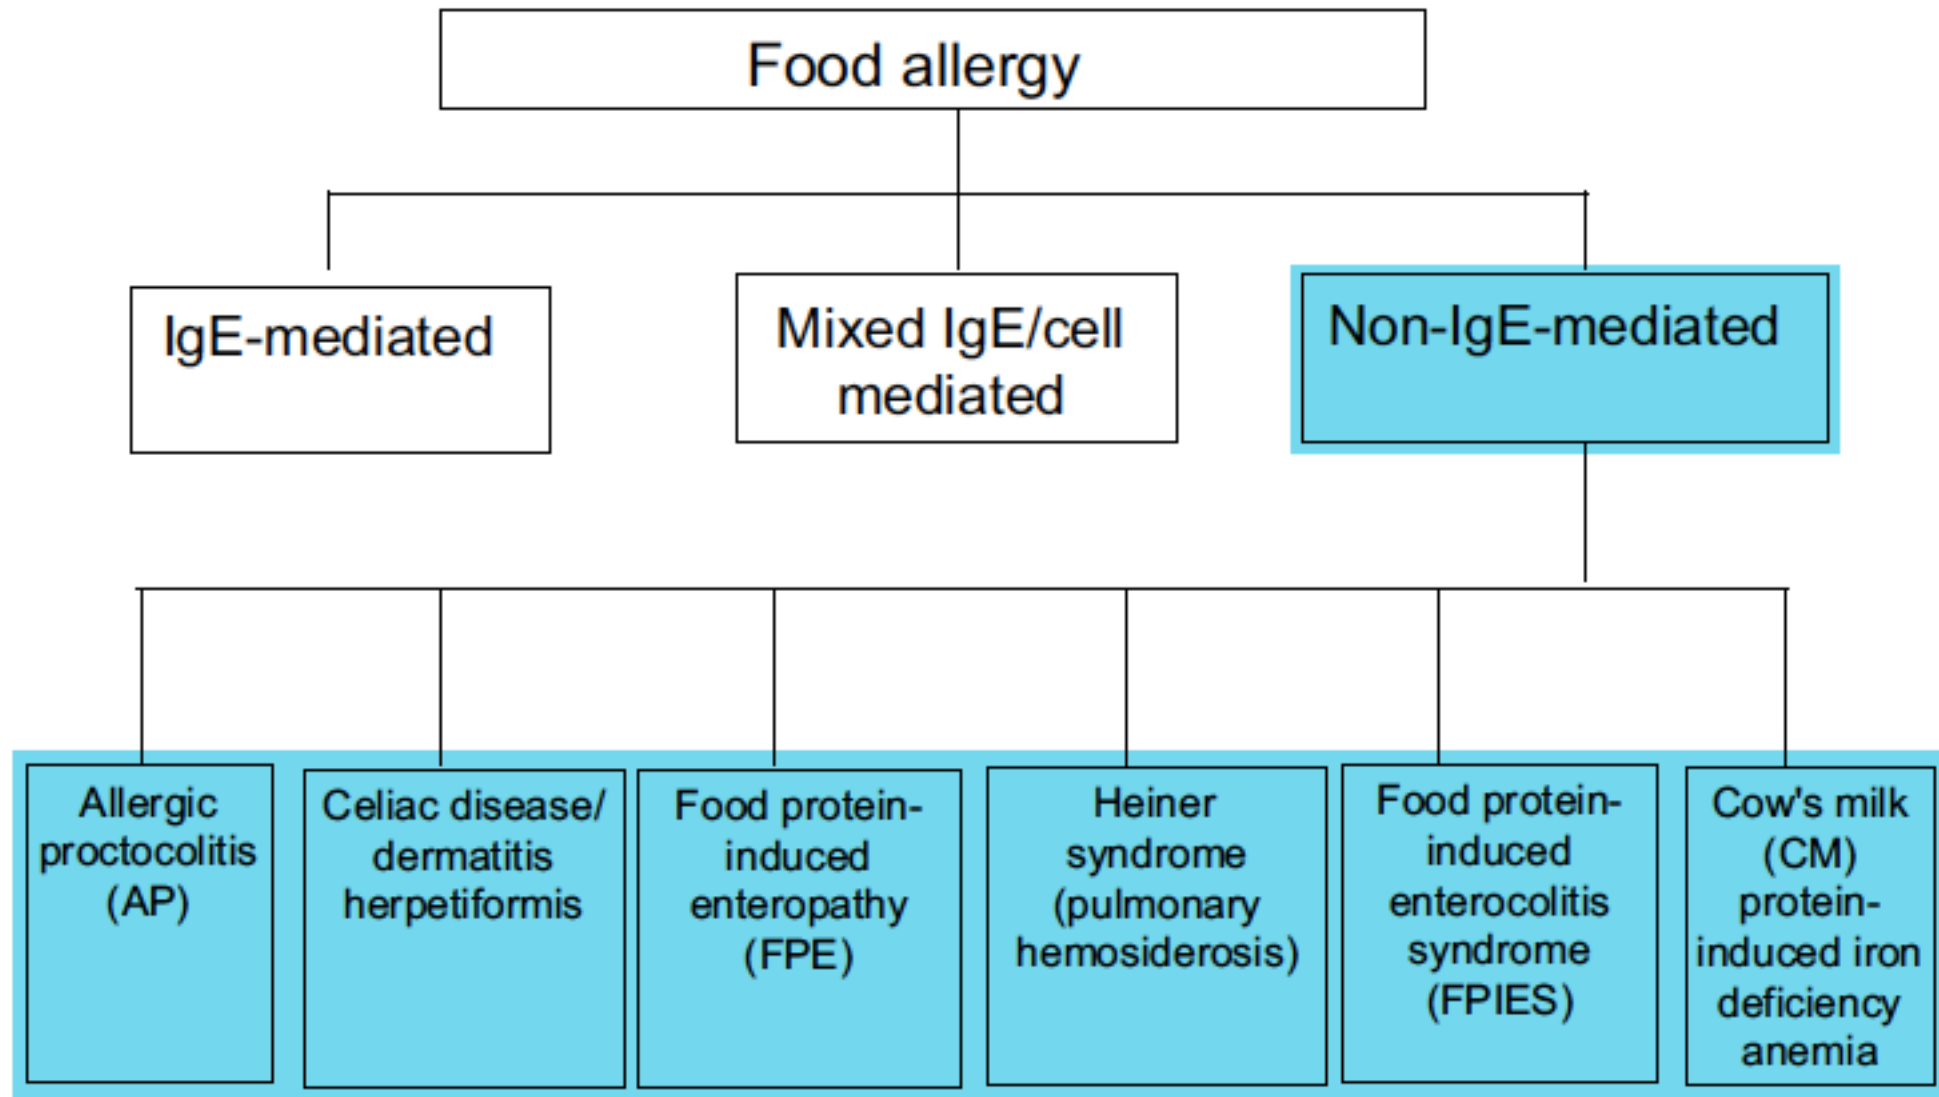 Food allergy
IgE-mediated
Mixed IgE/cell
mediated
Non-IgE-mediated
Allergic
proctocolitis
(AP)
Celiac disease/
dermatitis
herpetiformis
Food protein-
induced
enteropathy
(FPE)
Heiner
syndrome
(pulmonary
hemosiderosis)
Food protein-
induced
enterocolitis
syndrome
(FPIES)
Cow's milk
(CM)
protein-
induced iron
deficiency
anemia